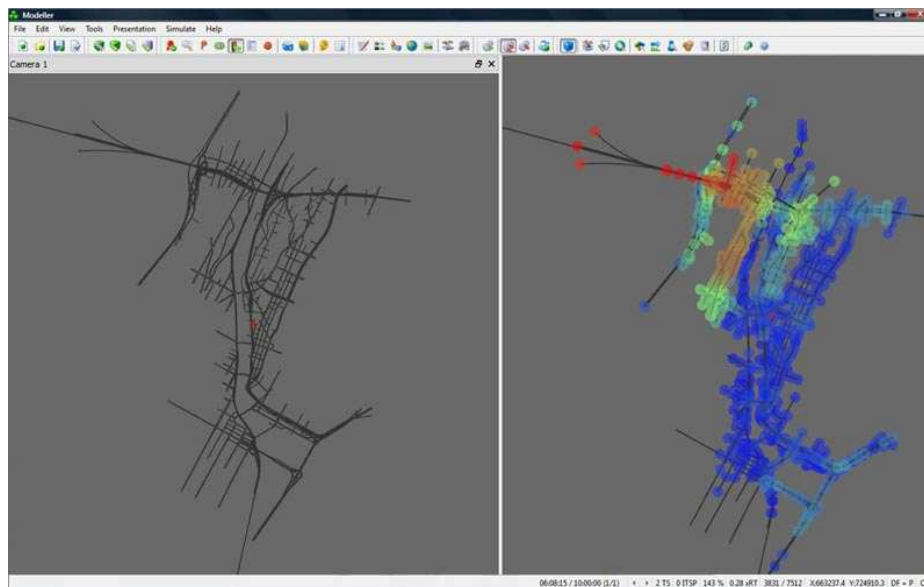 Modeller
File Edit View Tools Presentation Simulate Help
Camera 1
06:08:15 / 10:00:00 (1/1) 2 TS 0 ITSP 143 % 0.28 xRT 3831 / 7512 X:663237.4 Y:724910.3 DF - P